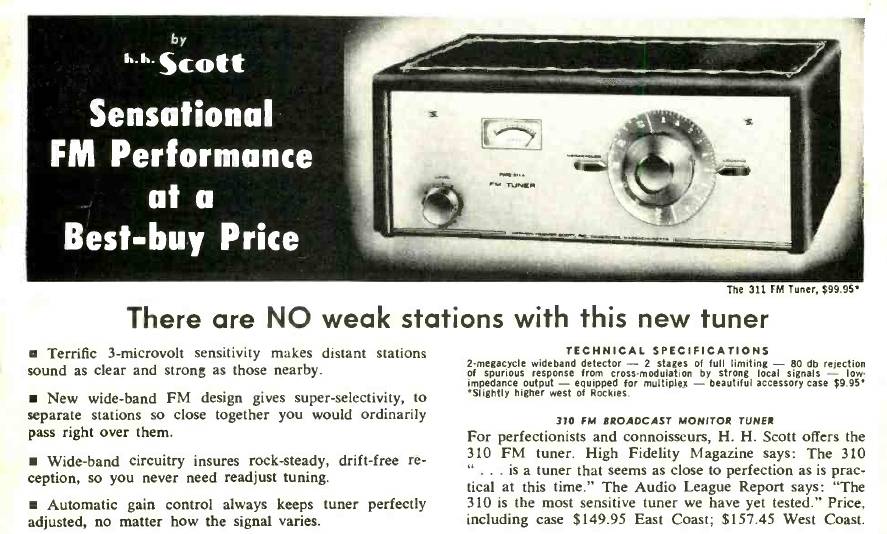 by
h.h. Scott
Sensational
FM Performance
at a
Best-buy Price
LEVEL
FM TUNER
The 311 FM Tuner, $99.95*
There are NO weak stations with this new tuner
■ Terrific 3-microvolt sensitivity makes distant stations
sound as clear and strong as those nearby.
■ New wide-band FM design gives super-selectivity, to
separate stations so close together you would ordinarily
pass right over them.
■ Wide-band circuitry insures rock-steady, drift-free re-
ception, so you never need readjust tuning.
■ Automatic gain control always keeps tuner perfectly
adjusted, no matter how the signal varies.
TECHNICAL SPECIFICATIONS
2-megacycle wideband detector — 2 stages of full limiting — 80 db rejection
of spurious response from cross-modulation by strong local signals — low-
impedance output — equipped for multiplex — beautiful accessory case $9.95*
*Slightly higher west of Rockies.
310 FM BROADCAST MONITOR TUNER
For perfectionists and connoisseurs, H. H. Scott offers the
310 FM tuner. High Fidelity Magazine says: The 310
“ . . . is a tuner that seems as close to perfection as is prac-
tical at this time.” The Audio League Report says: “The
310 is the most sensitive tuner we have yet tested.” Price,
including case $149.95 East Coast; $157.45 West Coast.